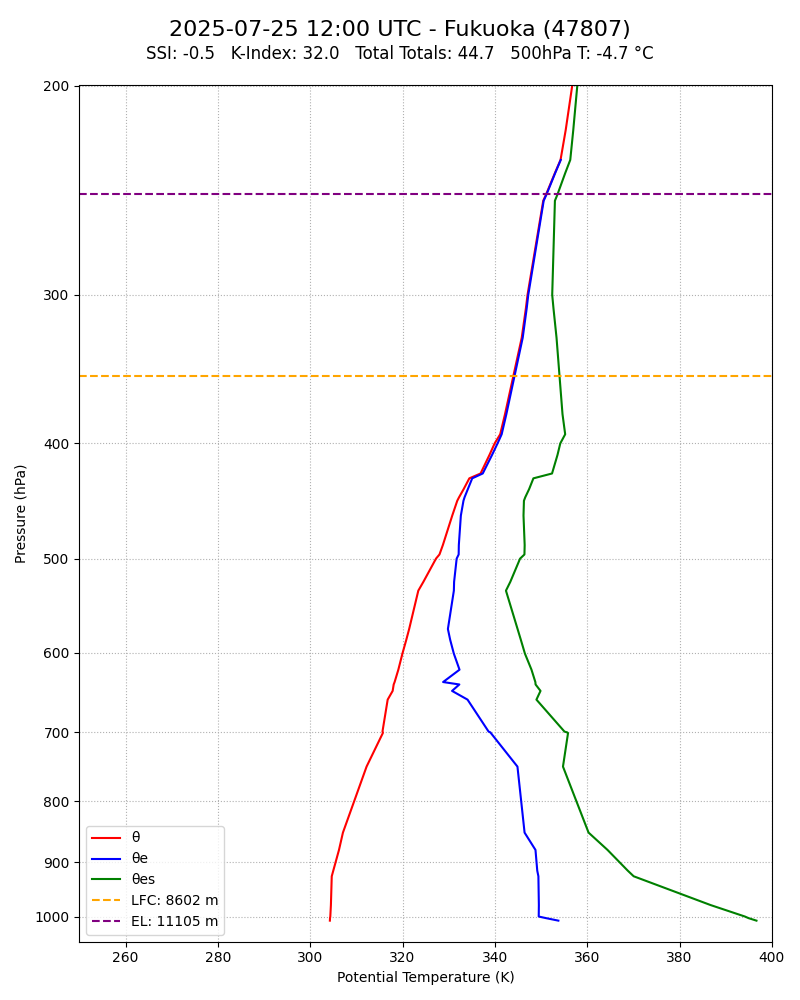 2025-07-25 12:00 UTC - Fukuoka (47807)
SSI: -0.5   K-Index: 32.0   Total Totals: 44.7   500hPa T: -4.7 °C
200
300
400
500
600
700
800
900
1000
Pressure (hPa)
θ
θe
θes
LFC: 8602 m
EL: 11105 m
260 280 300 320 340 360 380 400
Potential Temperature (K)